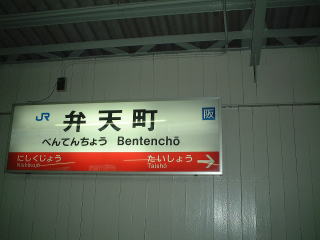 JR 弁天町 阪
べんてんちょう Bentenchō
にしくじょう たいしょう
Nishikujō Taishō